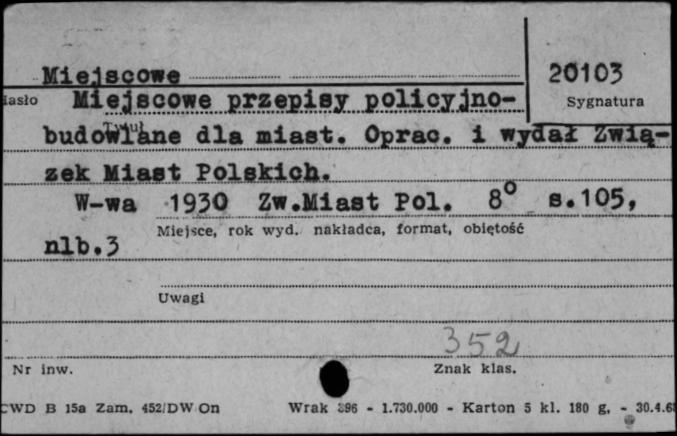 Miejscowe 20103
iasło Miejscowe przepisy policyjno- Sygnatura
Tytuł
budowlane dla miast. Oprac. i wydał Zwią-
zek Miast Polskich.
W-wa 1930 Zw.Miast Pol. 8° s.105,
Miejsce, rok wyd. nakładca, format, objętość
nlb.3
Uwagi
352
Nr inw. Znak klas.
CWD B 15a Zam. 452/DW/On Wrak 396 - 1.730.000 - Karton 5 kl. 180 g, - 30.4.6